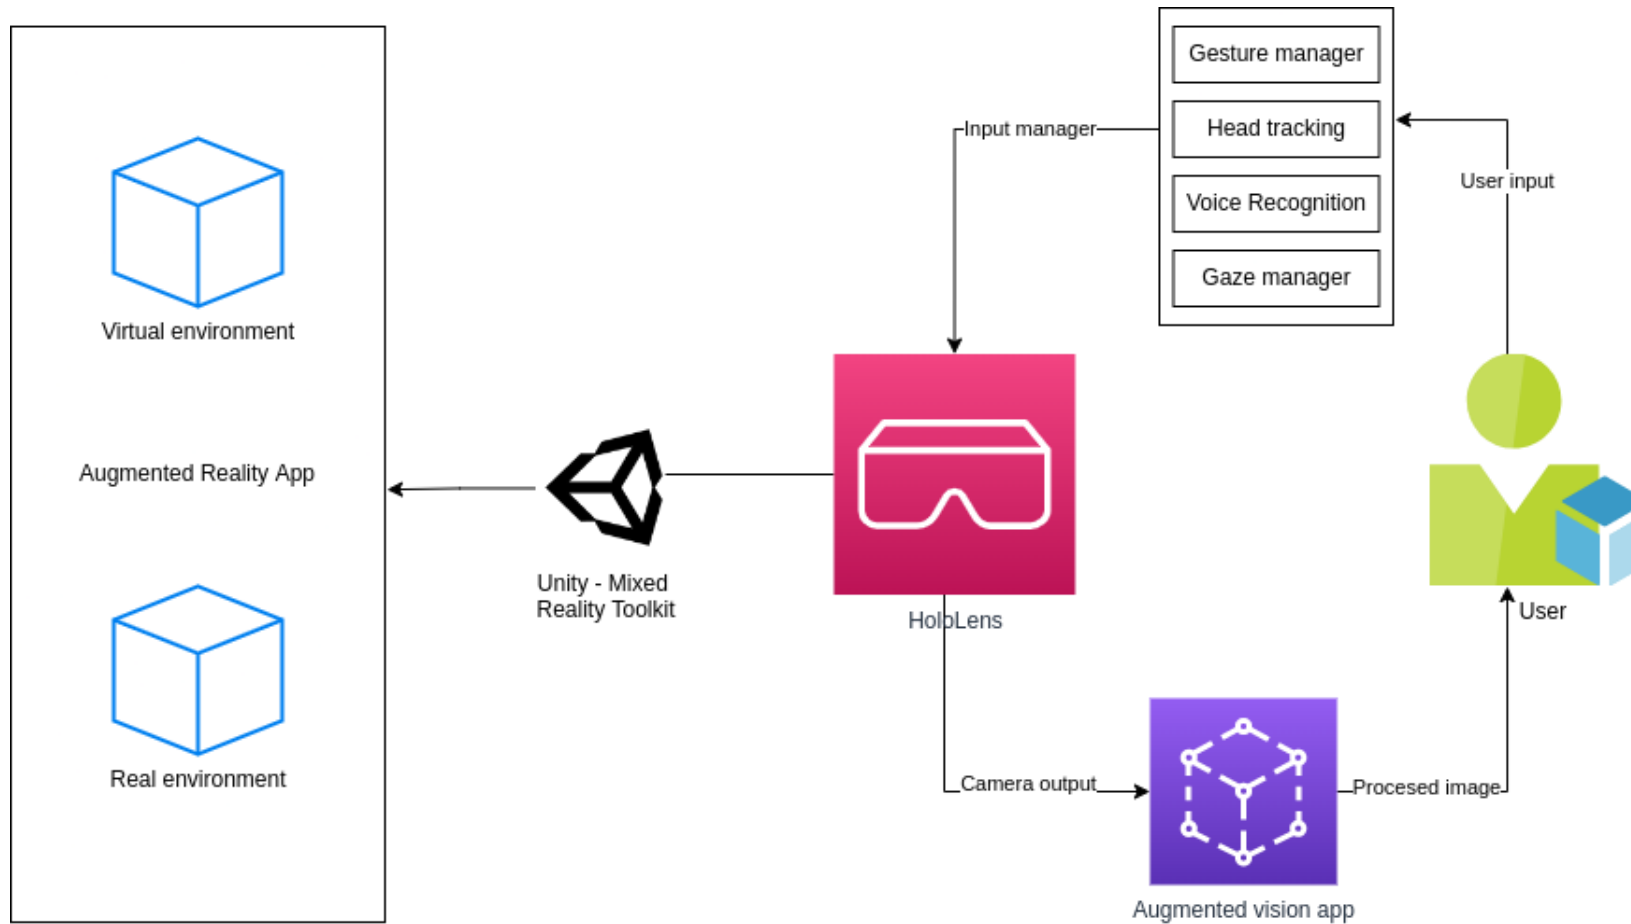 Gesture manager
Head tracking
Voice Recognition
Gaze manager
Input manager
User input
Virtual environment
Augmented Reality App
Real environment
Unity - Mixed
Reality Toolkit
HoloLens
User
Camera output
Procesed image
Augmented vision app